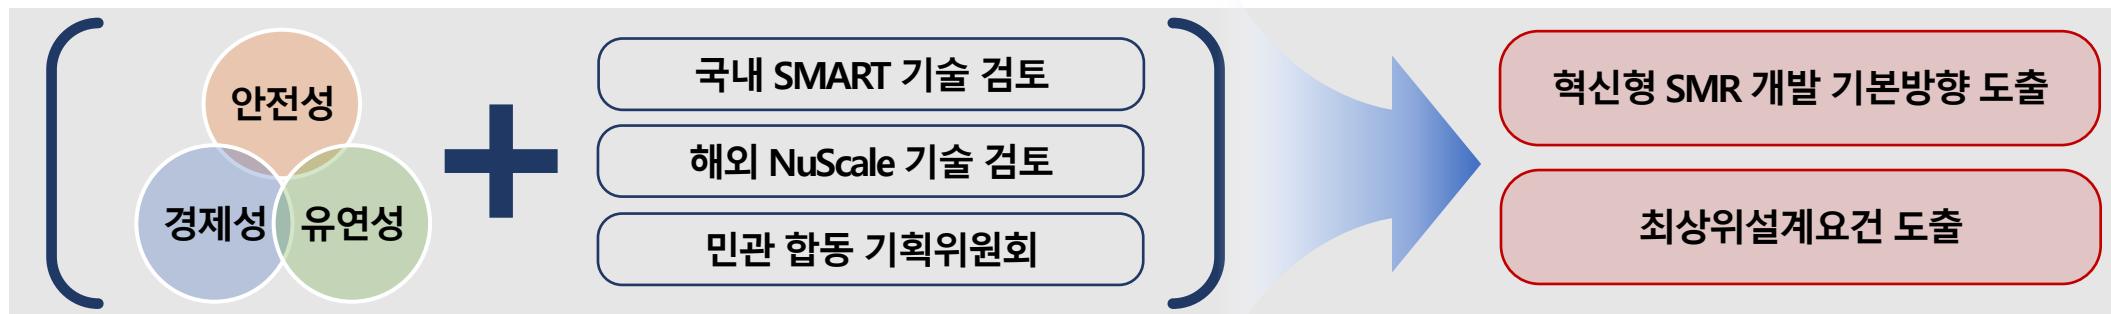 안전성
경제성
유연성
국내 SMART 기술 검토
해외 NuScale 기술 검토
민관 합동 기획위원회
혁신형 SMR 개발 기본방향 도출
최상위설계요건 도출